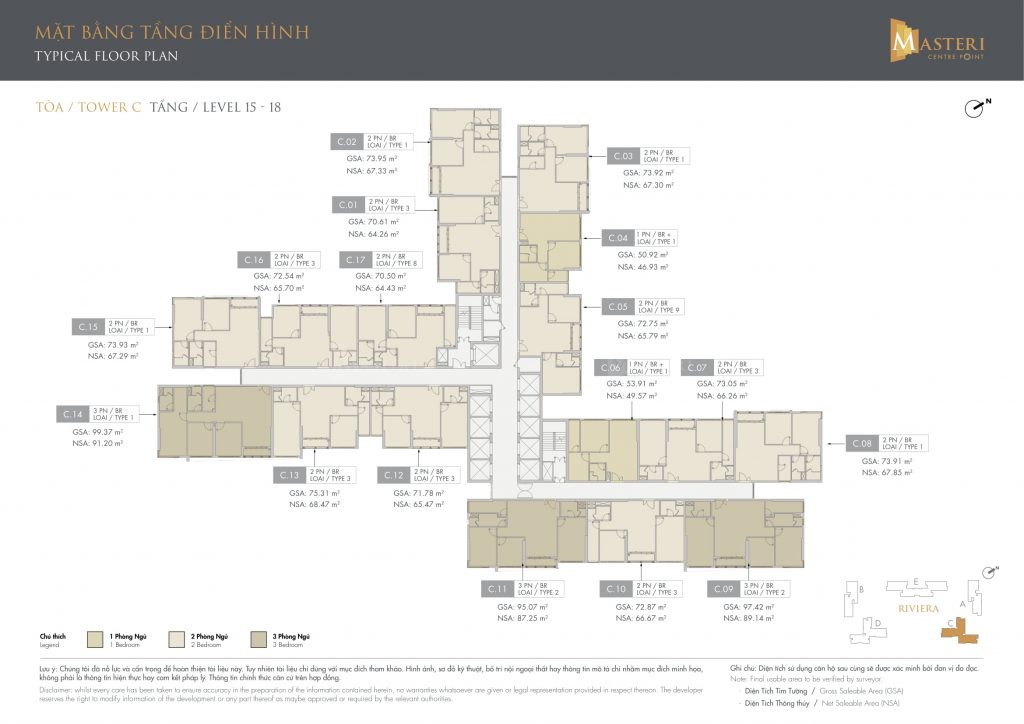 MẶT BẰNG TẦNG ĐIỂN HÌNH
TYPICAL FLOOR PLAN
MASTERI
CENTRE POINT
TÒA / TOWER C TẦNG / LEVEL 15 - 18
N
C.02
2 PN / BR
LOẠI / TYPE 1
GSA: 73.95 m²
NSA: 67.33 m²
C.03
2 PN / BR
LOẠI / TYPE 1
GSA: 73.92 m²
NSA: 67.30 m²
C.01
2 PN / BR
LOẠI / TYPE 3
GSA: 70.61 m²
NSA: 64.26 m²
C.04
1 PN / BR +
LOẠI / TYPE 1
GSA: 50.92 m²
NSA: 46.93 m²
C.16
2 PN / BR
LOẠI / TYPE 3
GSA: 72.54 m²
NSA: 65.70 m²
C.17
2 PN / BR
LOẠI / TYPE 8
GSA: 70.50 m²
NSA: 64.43 m²
C.05
2 PN / BR
LOẠI / TYPE 9
GSA: 72.75 m²
NSA: 65.79 m²
C.15
2 PN / BR
LOẠI / TYPE 1
GSA: 73.93 m²
NSA: 67.29 m²
C.06
1 PN / BR +
LOẠI / TYPE 1
GSA: 53.91 m²
NSA: 49.57 m²
C.07
2 PN / BR
LOẠI / TYPE 3
GSA: 73.05 m²
NSA: 66.26 m²
C.14
3 PN / BR
LOẠI / TYPE 1
GSA: 99.37 m²
NSA: 91.20 m²
C.08
2 PN / BR
LOẠI / TYPE 1
GSA: 73.91 m²
NSA: 67.85 m²
C.13
2 PN / BR
LOẠI / TYPE 3
GSA: 75.31 m²
NSA: 68.47 m²
C.12
2 PN / BR
LOẠI / TYPE 3
GSA: 71.78 m²
NSA: 65.47 m²
C.11
3 PN / BR
LOẠI / TYPE 2
GSA: 95.07 m²
NSA: 87.25 m²
C.10
2 PN / BR
LOẠI / TYPE 3
GSA: 72.87 m²
NSA: 66.67 m²
C.09
3 PN / BR
LOẠI / TYPE 2
GSA: 97.42 m²
NSA: 89.14 m²
N
B
E
A
RIVIERA
D
C
Chú thích
Legend
1 Phòng Ngủ
1 Bedroom
2 Phòng Ngủ
2 Bedroom
3 Phòng Ngủ
3 Bedroom
Lưu ý: Chúng tôi đã nỗ lực và cẩn trọng để hoàn thiện tài liệu này. Tuy nhiên tài liệu chỉ dùng với mục đích tham khảo. Hình ảnh, sơ đồ kỹ thuật, bố trí nội ngoại thất hay thông tin mô tả chỉ nhằm mục đích minh họa,
không phải là thông tin hiện thực hay cam kết pháp lý. Thông tin chính thức căn cứ trên hợp đồng.
Disclaimer: whilst every care has been taken to ensure accuracy in the preparation of the information contained herein, no warranties whatsoever are given or legal representation provided in respect thereon. The developer
reserves the right to modify information of the development or any part thereof as maybe approved or required by the relevant authorities.
Ghi chú: Diện tích sử dụng căn hộ sau cùng sẽ được xác minh bởi đơn vị đo đạc.
Note: Final usable area to be verified by surveyor.
· Diện Tích Tim Tường / Gross Saleable Area (GSA)
· Diện Tích Thông thủy / Net Saleable Area (NSA)